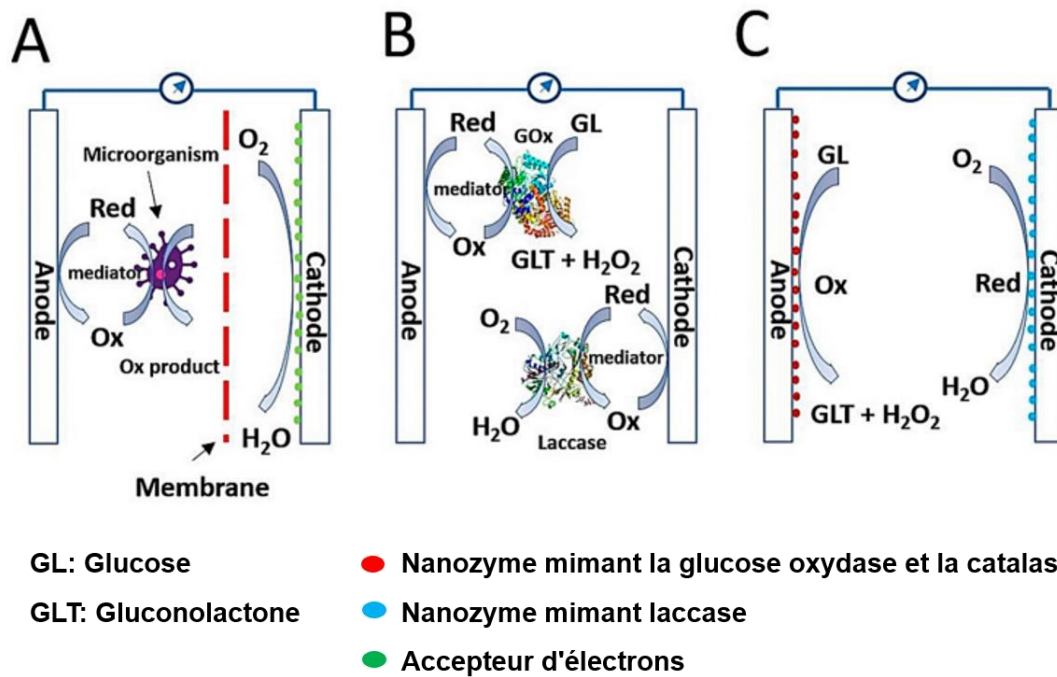 A
B
C
Microorganism
O₂
Red
mediator
Ox
Ox product
H₂O
Anode
Cathode
Membrane
Red
GOx
GL
mediator
Ox
GLT + H₂O₂
O₂
Red
mediator
H₂O
Ox
Laccase
Anode
Cathode
GL
O₂
Ox
Red
H₂O
GLT + H₂O₂
Anode
Cathode
GL: Glucose
GLT: Gluconolactone
Nanozyme mimant la glucose oxydase et la catalas
Nanozyme mimant laccase
Accepteur d'électrons